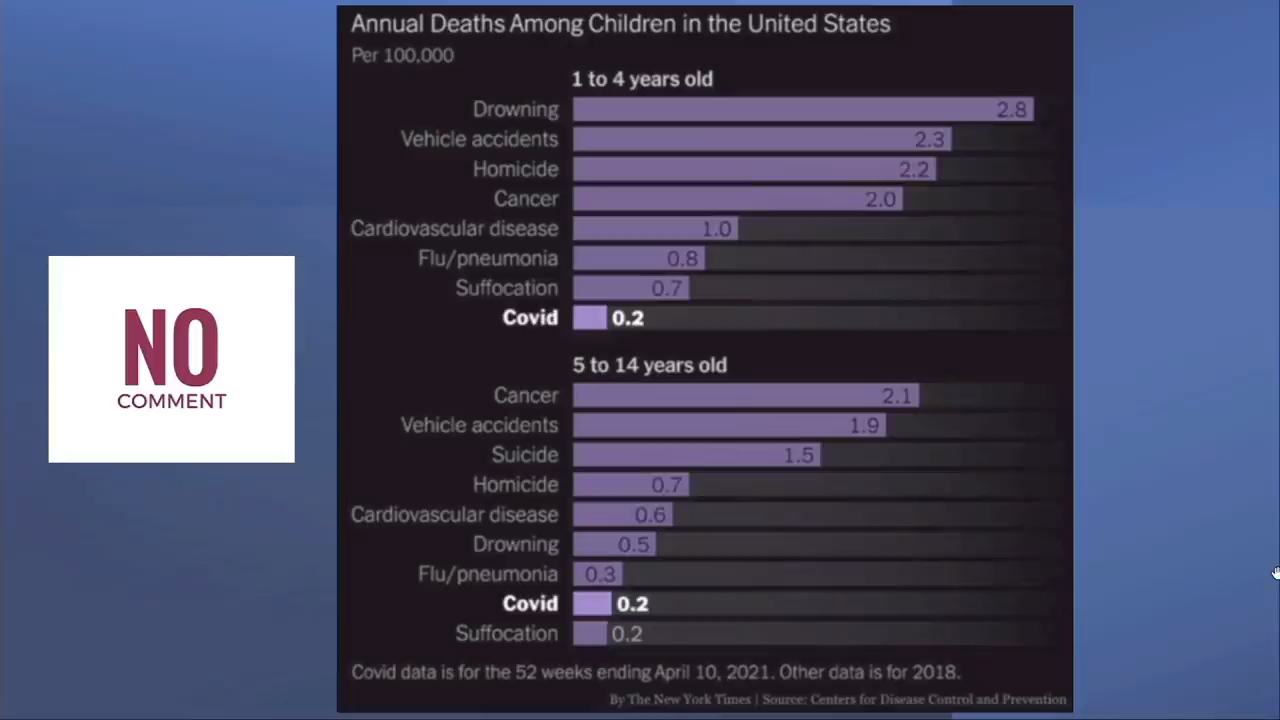 Annual Deaths Among Children in the United States
Per 100,000
1 to 4 years old
Drowning 2.8
Vehicle accidents 2.3
Homicide 2.2
Cancer 2.0
Cardiovascular disease 1.0
Flu/pneumonia 0.8
Suffocation 0.7
Covid 0.2
NO
COMMENT
5 to 14 years old
Cancer 2.1
Vehicle accidents 1.9
Suicide 1.5
Homicide 0.7
Cardiovascular disease 0.6
Drowning 0.5
Flu/pneumonia 0.3
Covid 0.2
Suffocation 0.2
Covid data is for the 52 weeks ending April 10, 2021. Other data is for 2018.
By The New York Times | Source: Centers for Disease Control and Prevention